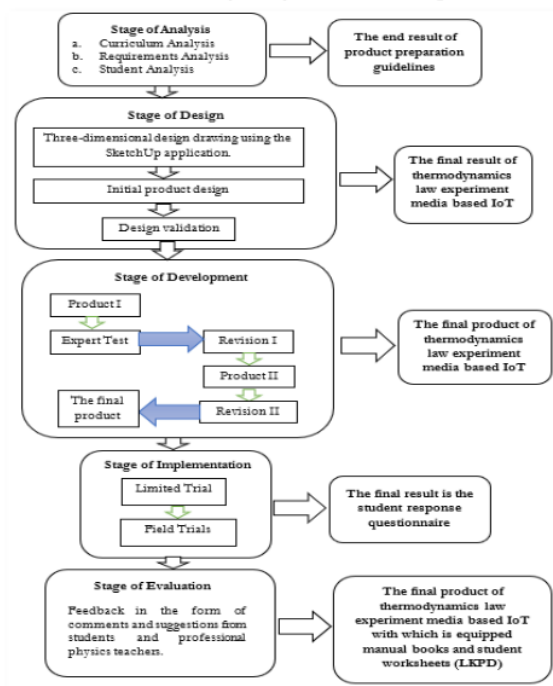 Stage of Analysis
a. Curriculum Analysis
b. Requirements Analysis
c. Student Analysis
The end result of
product preparation
guidelines
Stage of Design
Three-dimensional design drawing using the
SketchUp application.
Initial product design
Design validation
The final result of
thermodynamics
law experiment
media based IoT
Stage of Development
Product I
Expert Test
Revision I
Product II
Revision II
The final
product
The final product of
thermodynamics
law experiment
media based IoT
Stage of Implementation
Limited Trial
Field Trials
The final result is the
student response
questionnaire
Stage of Evaluation
Feedback in the form of
comments and suggestions from
students and professional
physics teachers.
The final product of
thermodynamics law
experiment media based IoT
with which is equipped
manual books and student
worksheets (LKPD)